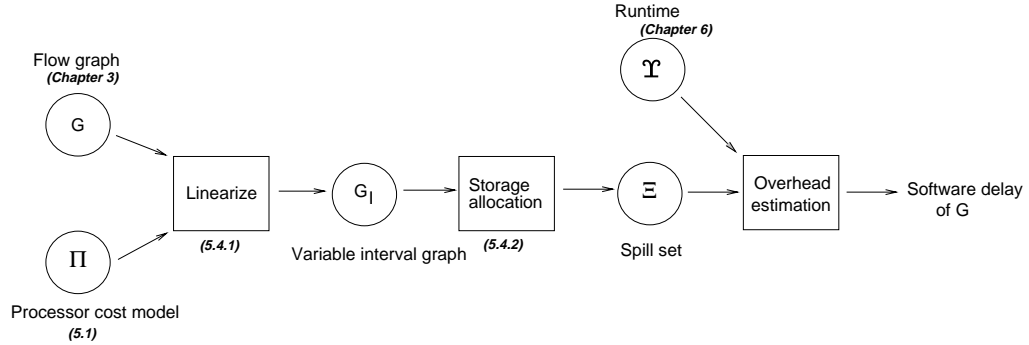 Runtime
(Chapter 6)
ϒ
Flow graph
(Chapter 3)
G
Linearize
(5.4.1)
G_I
Variable interval graph
Storage
allocation
(5.4.2)
Ξ
Spill set
Overhead
estimation
Software delay
of G
Π
Processor cost model
(5.1)